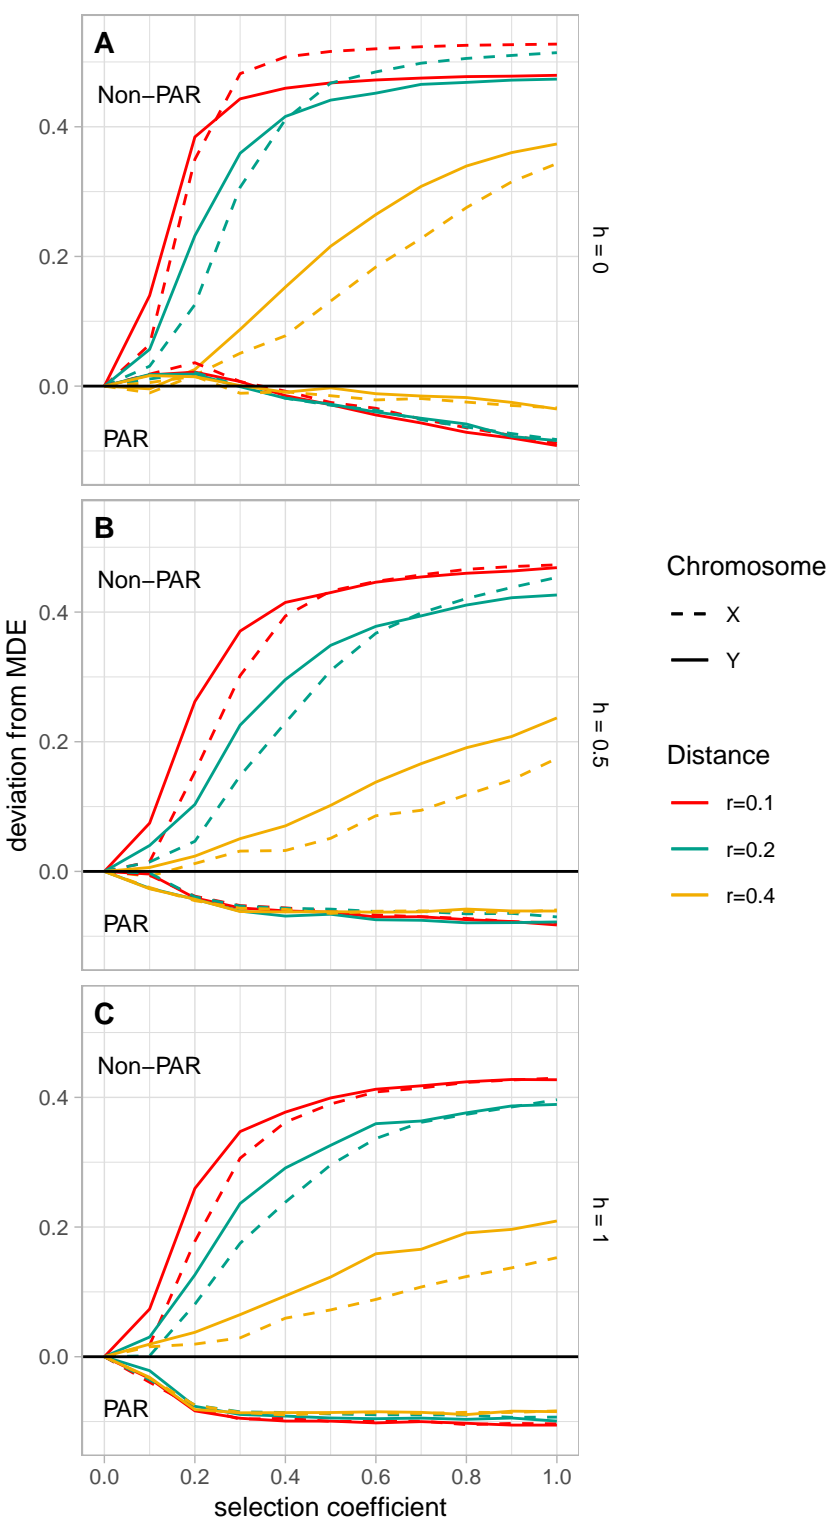 A
Non−PAR
0.4
0.2
0.0
PAR
h = 0
B
Non−PAR
0.4
0.2
0.0
PAR
h = 0.5
C
Non−PAR
0.4
0.2
0.0
PAR
h = 1
0.0 0.2 0.4 0.6 0.8 1.0
selection coefficient
deviation from MDE
Chromosome
X
Y
Distance
r=0.1
r=0.2
r=0.4